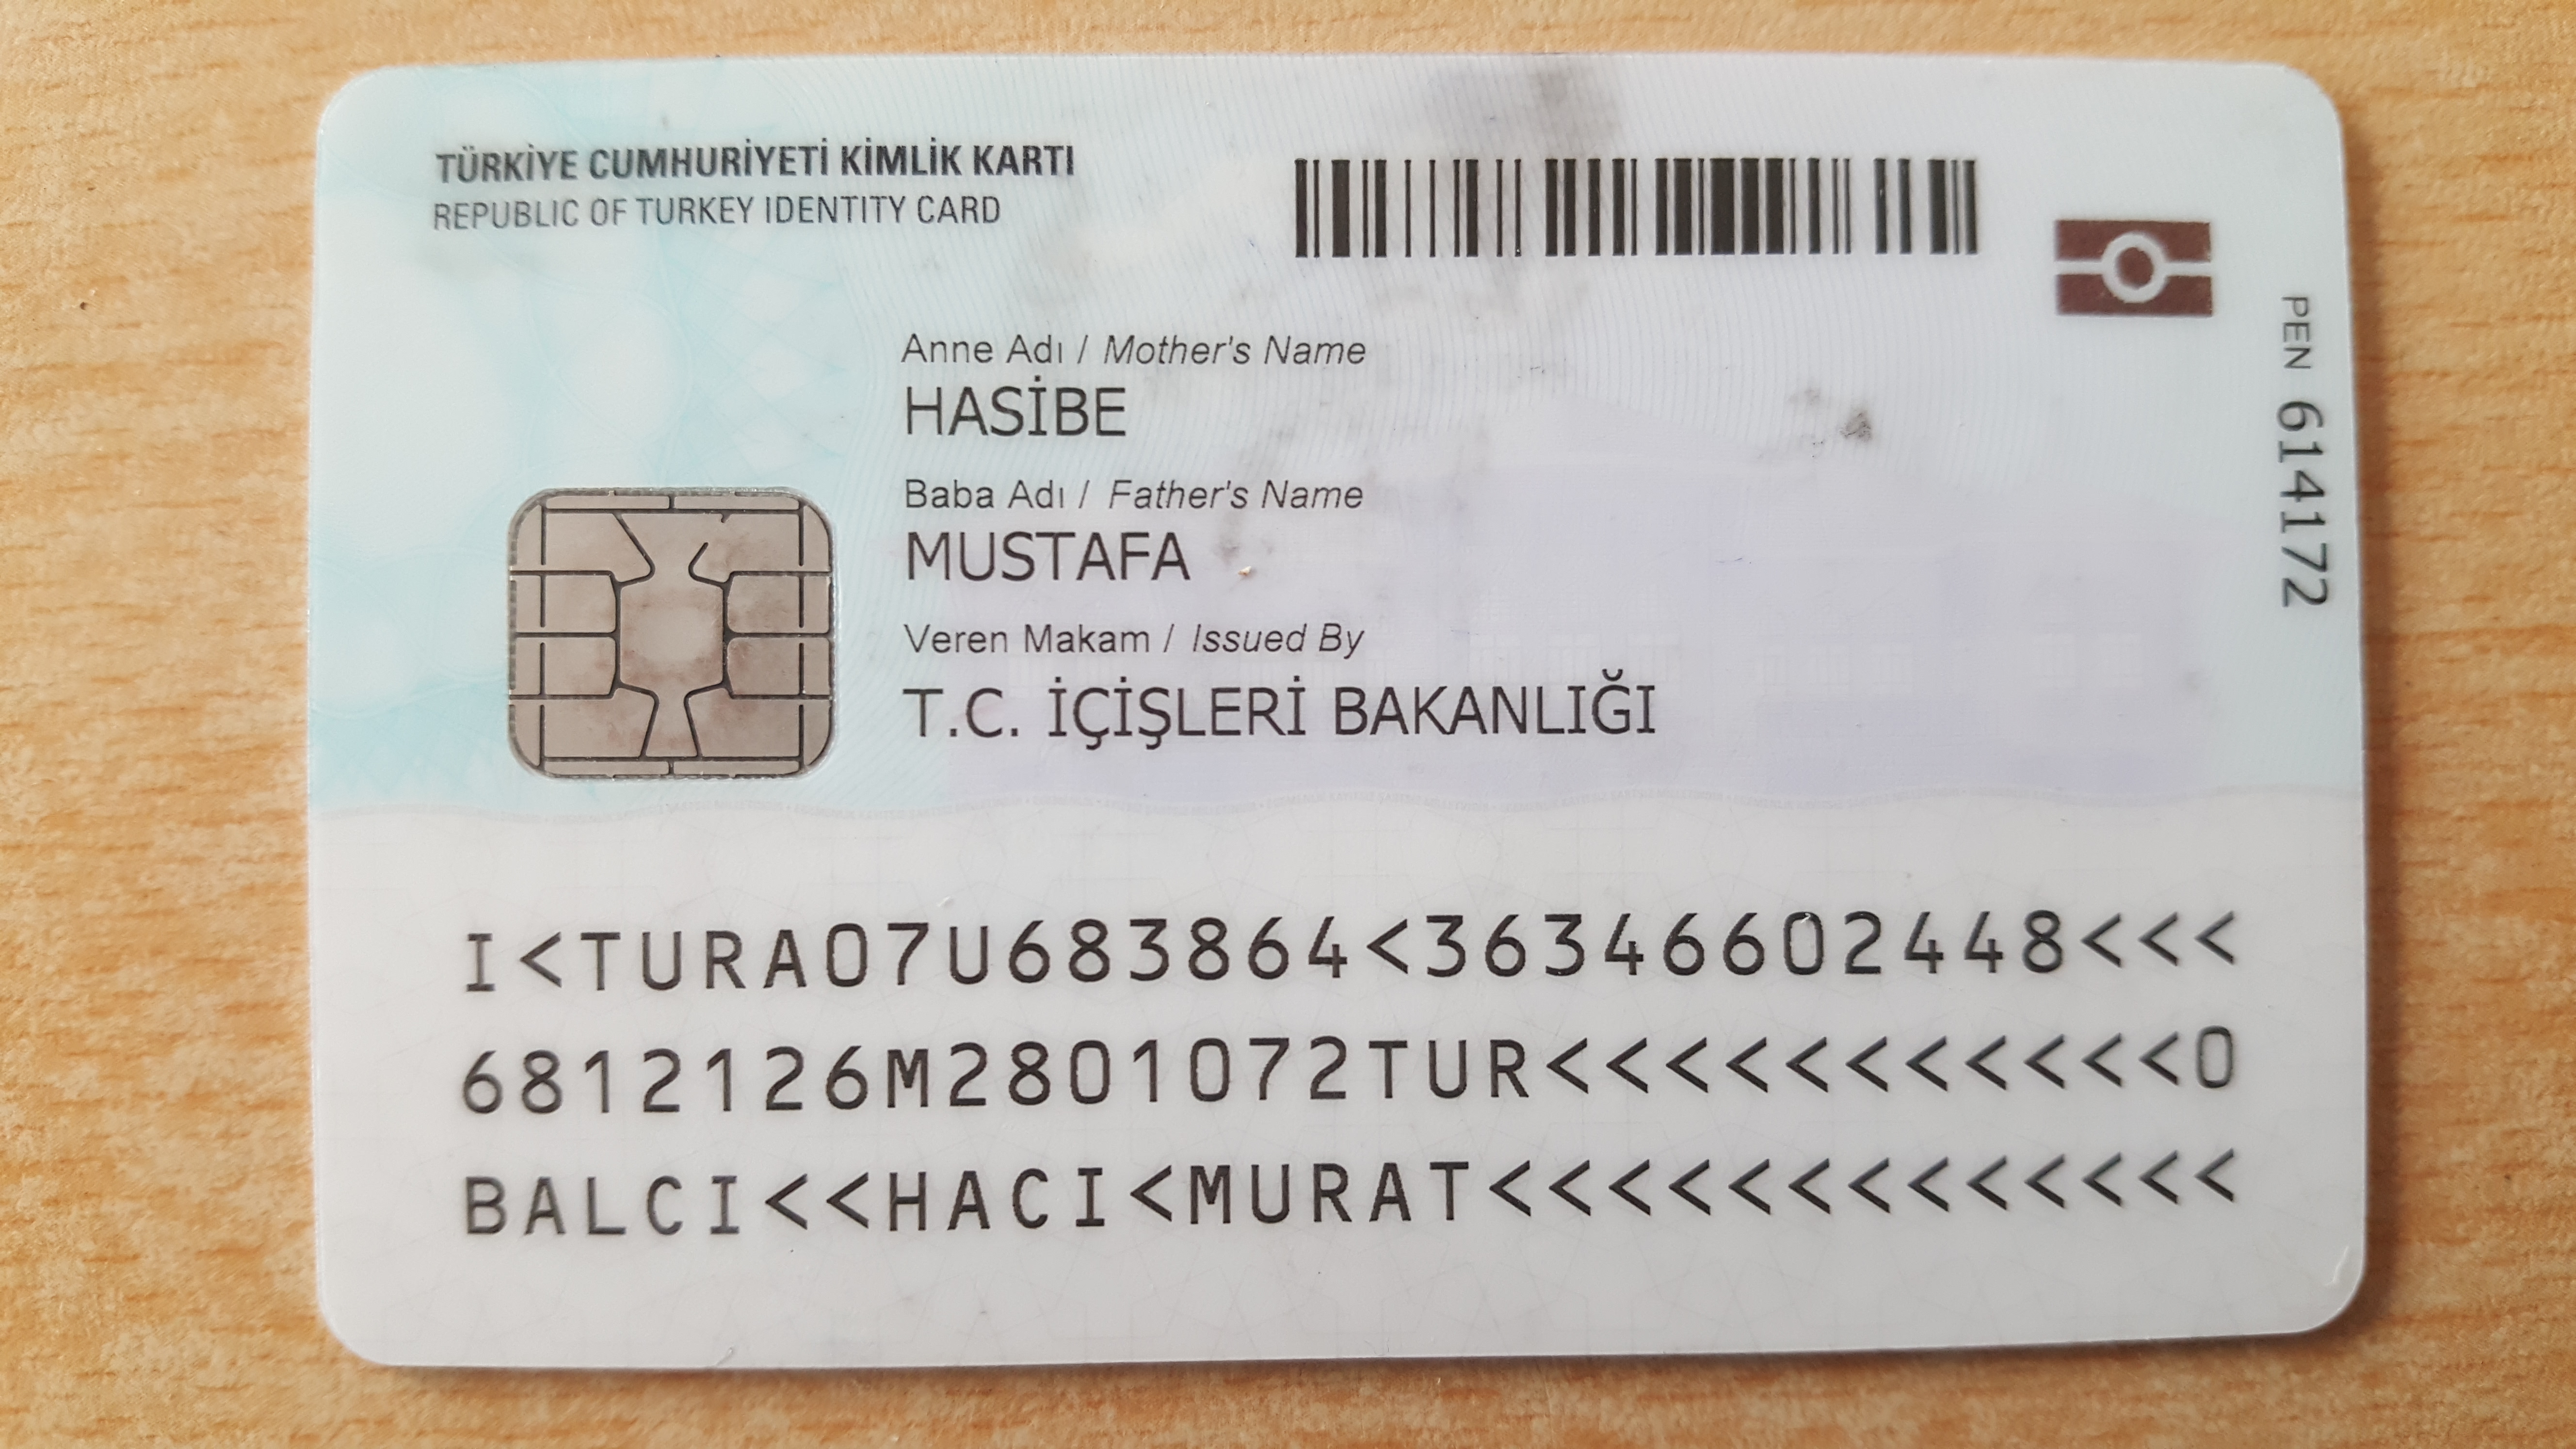 TÜRKİYE CUMHURİYETİ KİMLİK KARTI
REPUBLIC OF TURKEY IDENTITY CARD
Anne Adı / Mother's Name
HASİBE
Baba Adı / Father's Name
MUSTAFA
Veren Makam / Issued By
T.C. İÇİŞLERİ BAKANLIĞI
PEN 614172
I<TURA07U683864<36346602448<<<
6812126M2801072TUR<<<<<<<<<<<0
BALCI<<HACI<MURAT<<<<<<<<<<<<<